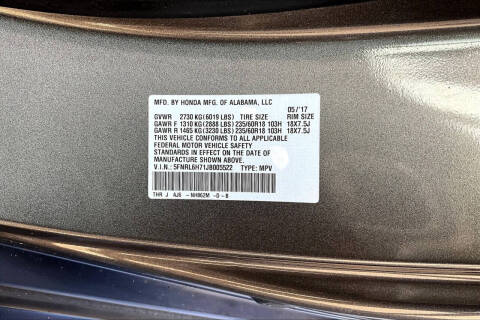 MFD. BY HONDA MFG. OF ALABAMA, LLC 05/'17
GVWR 2730 KG(6019 LBS) TIRE SIZE RIM SIZE
GAWR F 1310 KG(2888 LBS) 235/60R18 103H 18X7.5J
GAWR R 1465 KG(3230 LBS) 235/60R18 103H 18X7.5J
THIS VEHICLE CONFORMS TO ALL APPLICABLE
FEDERAL MOTOR VEHICLE SAFETY
STANDARDS IN EFFECT ON THE DATE OF
MANUFACTURE SHOWN ABOVE.
V.I.N.: 5FNRL6H71JB005522 TYPE: MPV
THR J AJ6 -NH862M -D -B